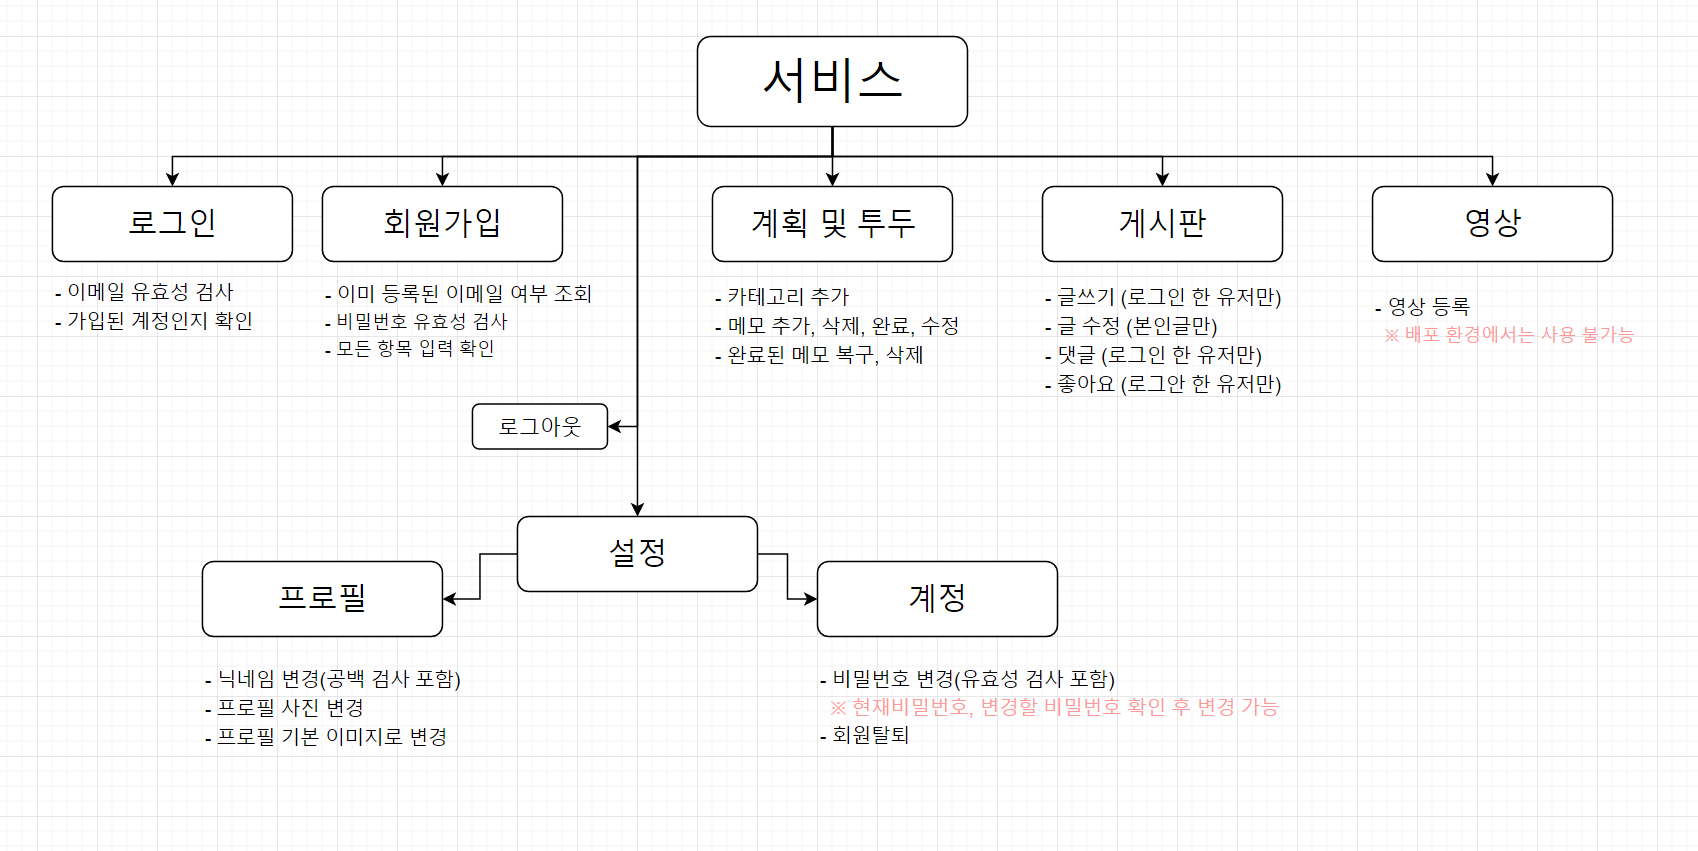 서비스
로그인
- 이메일 유효성 검사
- 가입된 계정인지 확인
회원가입
- 이미 등록된 이메일 여부 조회
- 비밀번호 유효성 검사
- 모든 항목 입력 확인
계획 및 투두
- 카테고리 추가
- 메모 추가, 삭제, 완료, 수정
- 완료된 메모 복구, 삭제
게시판
- 글쓰기 (로그인 한 유저만)
- 글 수정 (본인글만)
- 댓글 (로그인 한 유저만)
- 좋아요 (로그안 한 유저만)
영상
- 영상 등록
※ 배포 환경에서는 사용 불가능
로그아웃
설정
프로필
- 닉네임 변경(공백 검사 포함)
- 프로필 사진 변경
- 프로필 기본 이미지로 변경
계정
- 비밀번호 변경(유효성 검사 포함)
※ 현재비밀번호, 변경할 비밀번호 확인 후 변경 가능
- 회원탈퇴